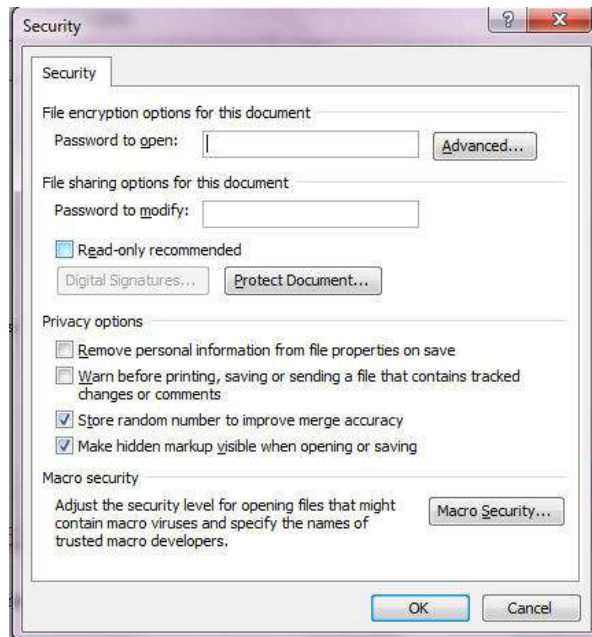 Security
Security
File encryption options for this document
Password to open:
Advanced...
File sharing options for this document
Password to modify:
Read-only recommended
Digital Signatures...
Protect Document...
Privacy options
Remove personal information from file properties on save
Warn before printing, saving or sending a file that contains tracked
changes or comments
Store random number to improve merge accuracy
Make hidden markup visible when opening or saving
Macro security
Adjust the security level for opening files that might
contain macro viruses and specify the names of
trusted macro developers.
Macro Security...
OK
Cancel